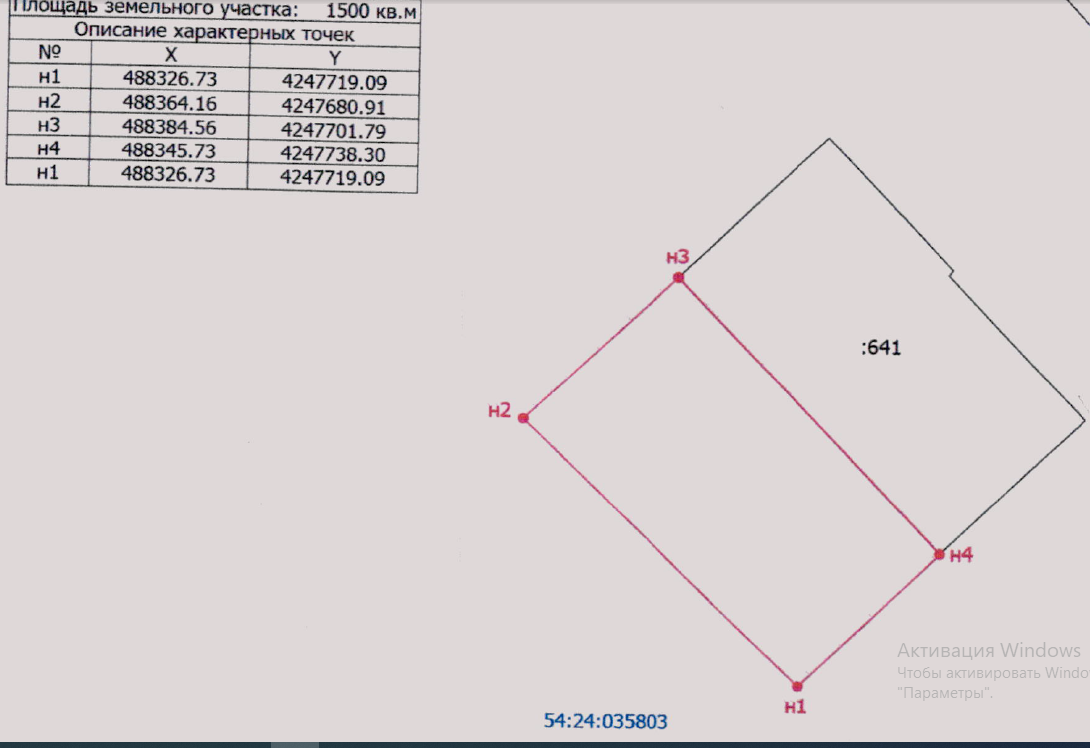 Площадь земельного участка: 1500 кв.м
Описание характерных точек
№ X Y
н1 488326.73 4247719.09
н2 488364.16 4247680.91
н3 488384.56 4247701.79
н4 488345.73 4247738.30
н1 488326.73 4247719.09
н3
:641
н2
н4
Активация Windows
Чтобы активировать Windo
"Параметры".
н1
54:24:035803